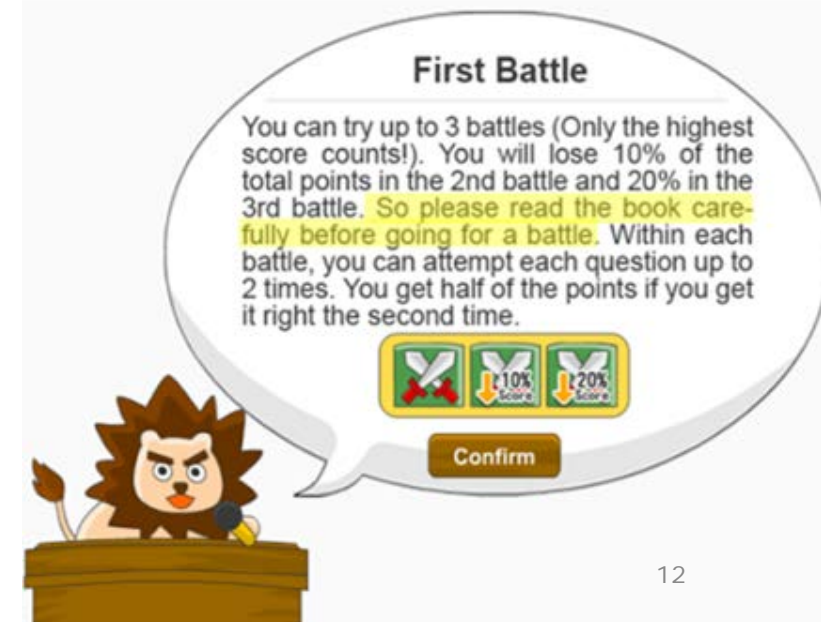 First Battle
You can try up to 3 battles (Only the highest
score counts!). You will lose 10% of the
total points in the 2nd battle and 20% in the
3rd battle. So please read the book care-
fully before going for a battle. Within each
battle, you can attempt each question up to
2 times. You get half of the points if you get
it right the second time.
10% 20%
Score Score
Confirm
12